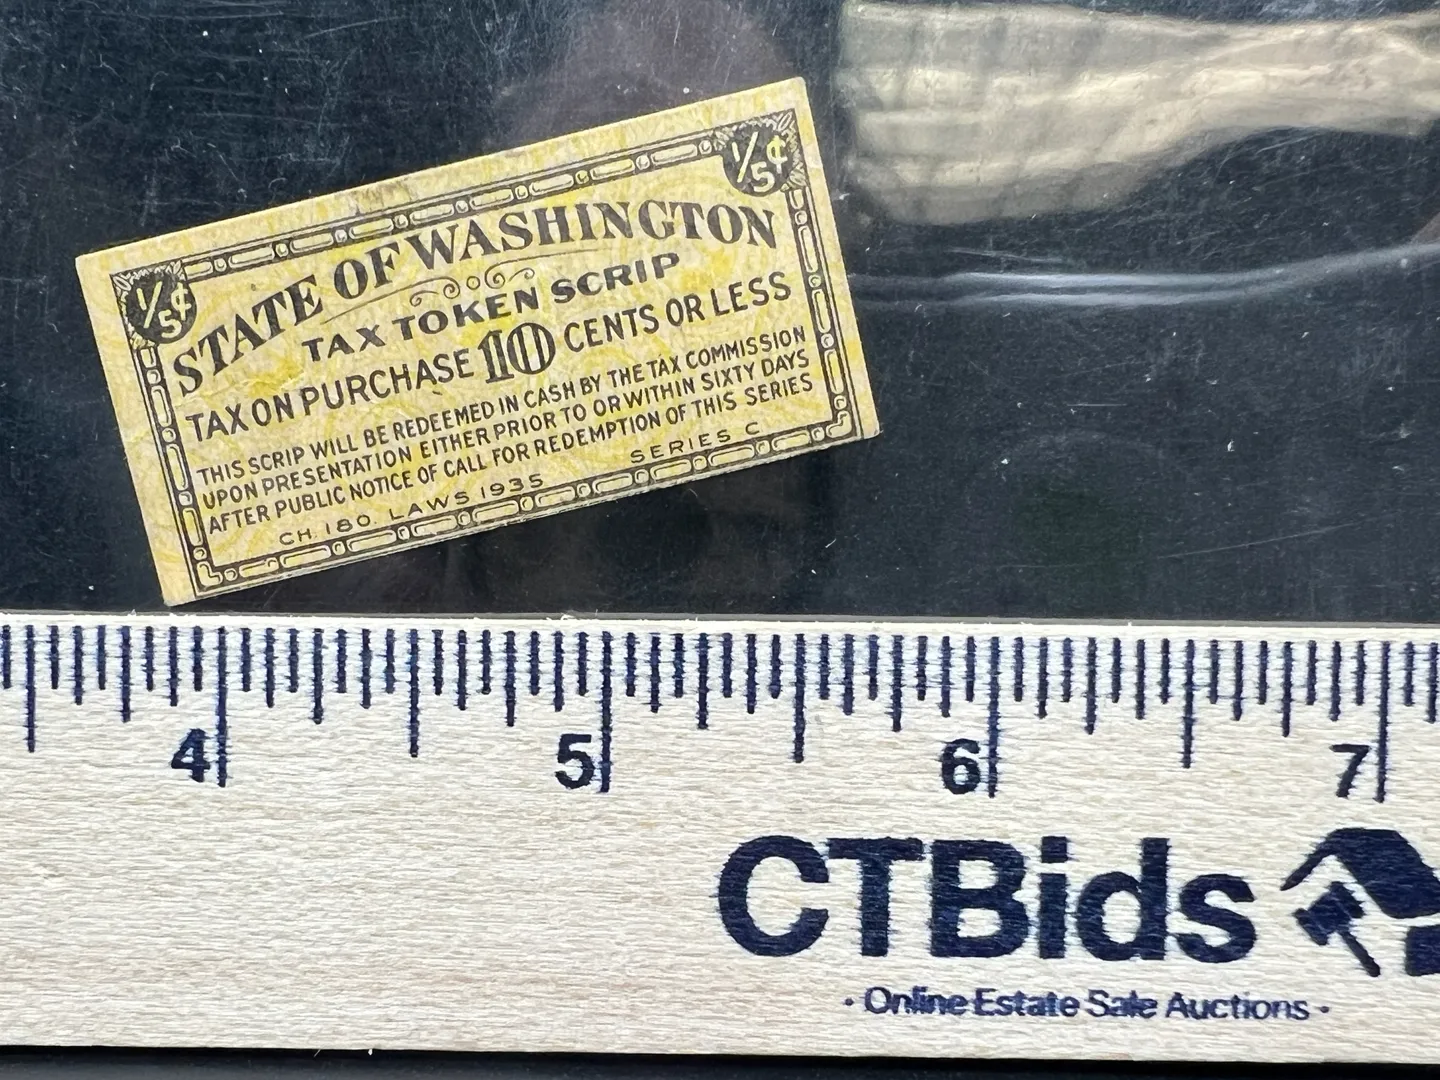 1/5¢
1/5¢
STATE OF WASHINGTON
TAX TOKEN SCRIP
TAX ON PURCHASE 10 CENTS OR LESS
THIS SCRIP WILL BE REDEEMED IN CASH BY THE TAX COMMISSION
UPON PRESENTATION EITHER PRIOR TO OR WITHIN SIXTY DAYS
AFTER PUBLIC NOTICE OF CALL FOR REDEMPTION OF THIS SERIES
CH. 180. LAWS 1935 SERIES C
4 5 6 7
CTBids
· Online Estate Sale Auctions ·